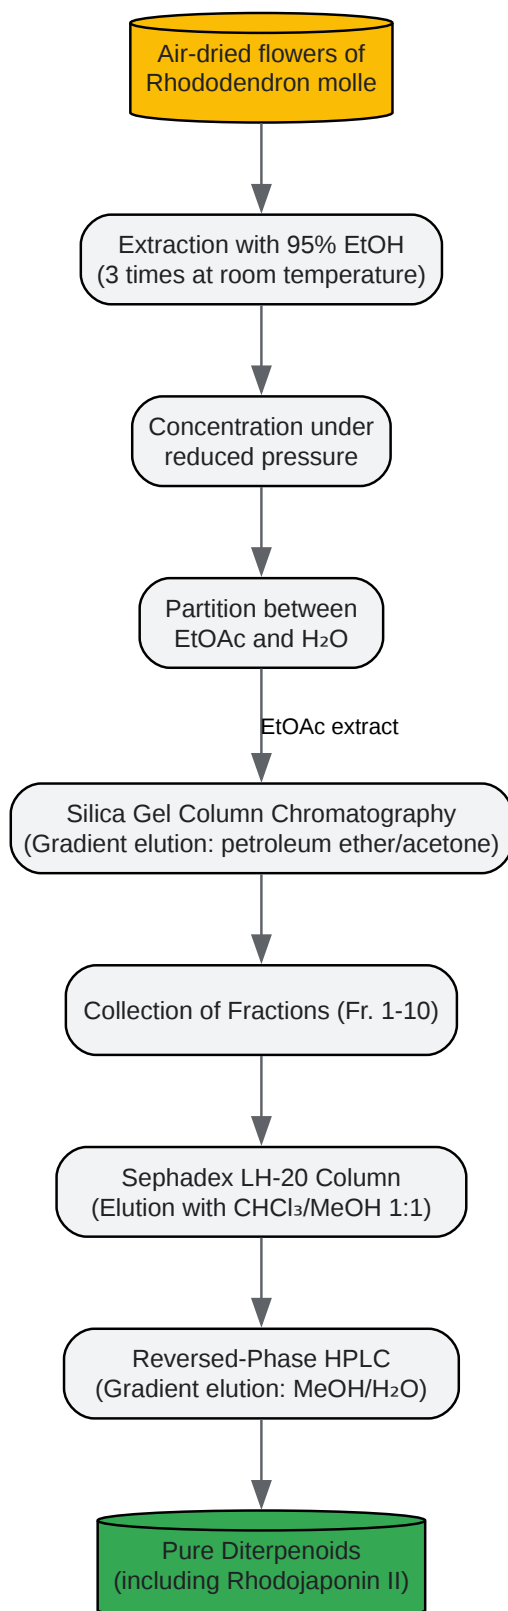 Air-dried flowers of
Rhododendron molle
Extraction with 95% EtOH
(3 times at room temperature)
Concentration under
reduced pressure
Partition between
EtOAc and H₂O
EtOAc extract
Silica Gel Column Chromatography
(Gradient elution: petroleum ether/acetone)
Collection of Fractions (Fr. 1-10)
Sephadex LH-20 Column
(Elution with CHCl₃/MeOH 1:1)
Reversed-Phase HPLC
(Gradient elution: MeOH/H₂O)
Pure Diterpenoids
(including Rhodojaponin II)